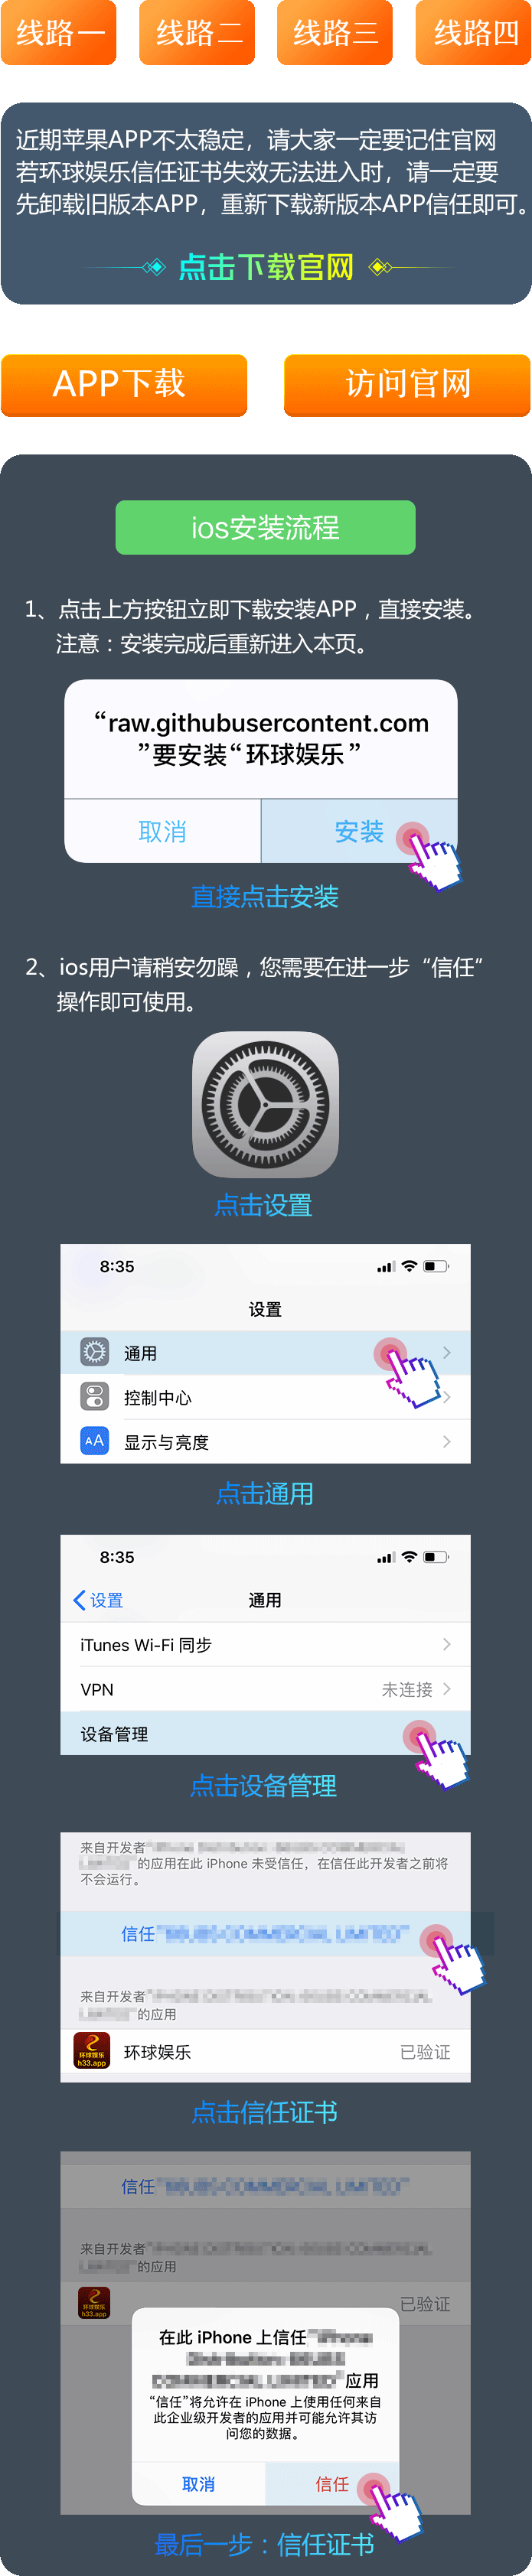 线路一 线路二 线路三 线路四
近期苹果APP不太稳定，请大家一定要记住官网
若环球娱乐信任证书失效无法进入时，请一定要
先卸载旧版本APP，重新下载新版本APP信任即可。
点击下载官网
APP下载 访问官网
ios安装流程
1、点击上方按钮立即下载安装APP，直接安装。
注意：安装完成后重新进入本页。
“raw.githubusercontent.com
”要安装“环球娱乐”
取消 安装
直接点击安装
2、ios用户请稍安勿躁，您需要在进一步“信任”
操作即可使用。
点击设置
8:35
设置
通用
控制中心
AA 显示与亮度
点击通用
8:35
设置 通用
iTunes Wi-Fi 同步
VPN 未连接
设备管理
点击设备管理
来自开发者
的应用在此 iPhone 未受信任，在信任此开发者之前将
不会运行。
信任
来自开发者
的应用
环球娱乐
h33.app
环球娱乐 已验证
点击信任证书
信任
来自开发者
的应用
环球娱乐
h33.app
已验证
在此 iPhone 上信任
应用
“信任”将允许在 iPhone 上使用任何来自
此企业级开发者的应用并可能允许其访
问您的数据。
取消 信任
最后一步：信任证书